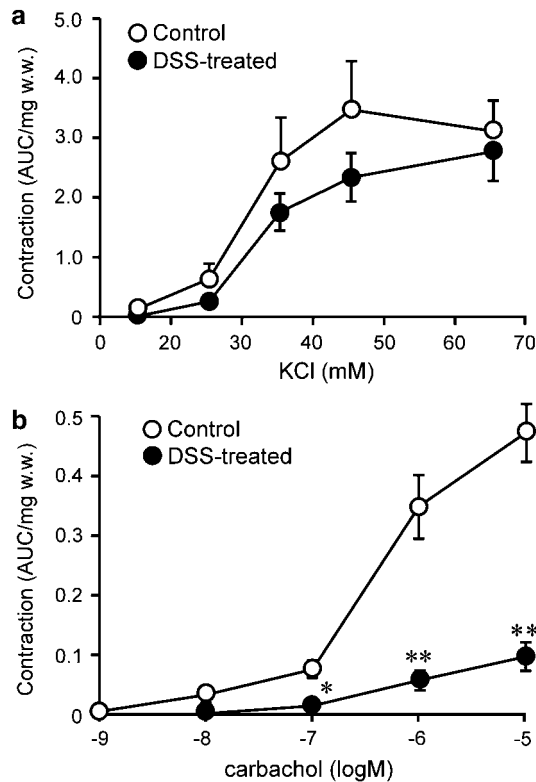 a
5.0
4.0
3.0
2.0
1.0
0
Control
DSS-treated
Contraction (AUC/mg w.w.)
0 20 30 40 50 60 70
KCl (mM)
b
0.5
0.4
0.3
0.2
0.1
0
Control
DSS-treated
Contraction (AUC/mg w.w.)
*
**
**
-9 -8 -7 -6 -5
carbachol (logM)